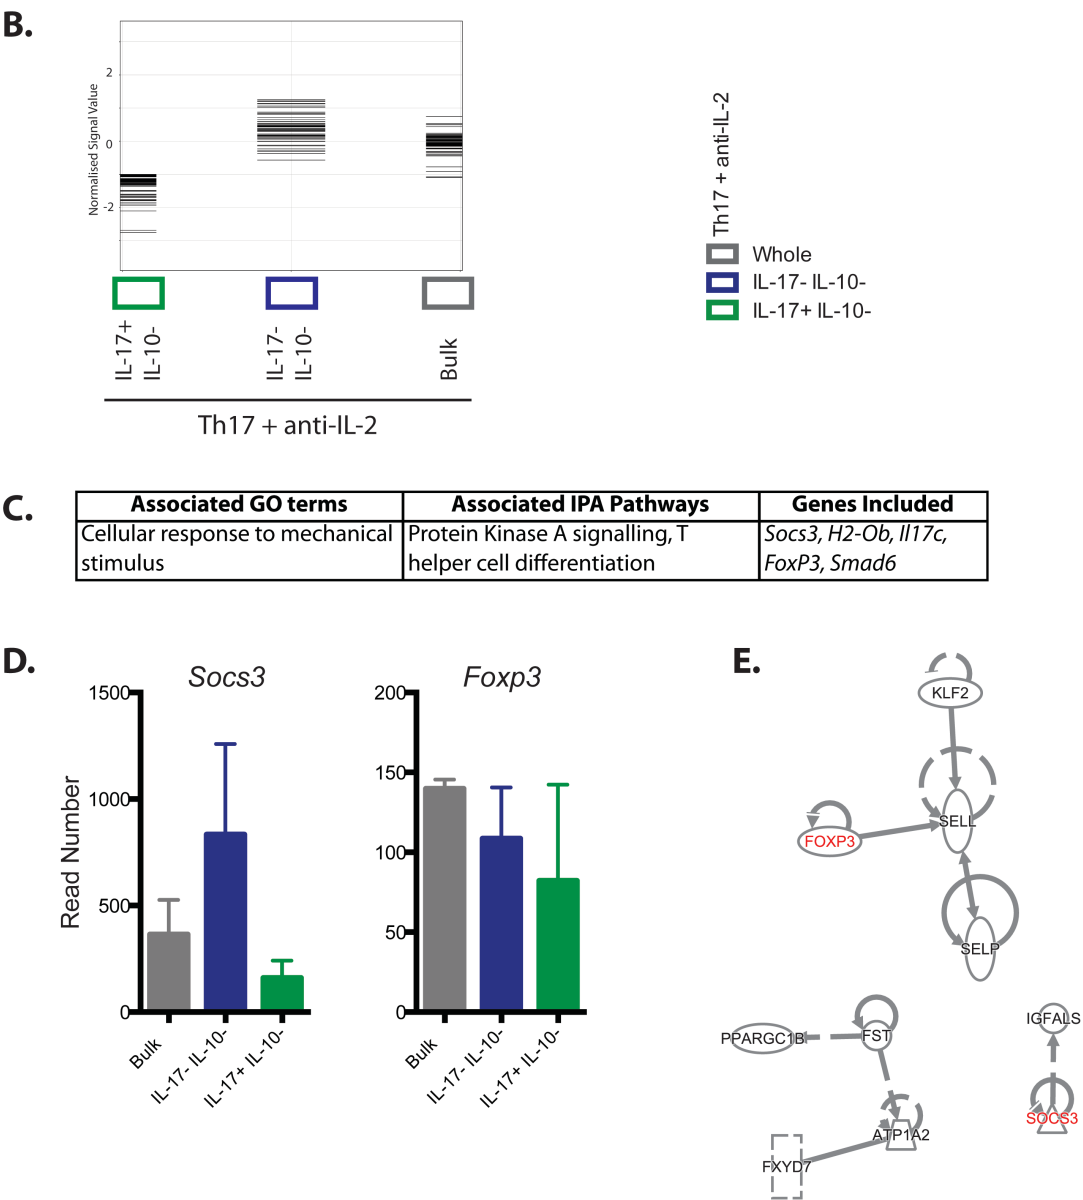 B.
2
0
-2
Normalised Signal Value
IL-17+
IL-10-
IL-17-
IL-10-
Bulk
Th17 + anti-IL-2
Th17 + anti-IL-2
Whole
IL-17- IL-10-
IL-17+ IL-10-
C.
Associated GO terms
Associated IPA Pathways
Genes Included
Cellular response to mechanical
stimulus
Protein Kinase A signalling, T
helper cell differentiation
Socs3, H2-Ob, Il17c,
FoxP3, Smad6
D.
Socs3
1500
1000
500
0
Read Number
Bulk
IL-17- IL-10-
IL-17+ IL-10-
Foxp3
200
150
100
50
0
Bulk
IL-17- IL-10-
IL-17+ IL-10-
E.
KLF2
SELL
FOXP3
SELP
PPARGC1B
FST
IGFALS
SOCS3
ATP1A2
FXYD7